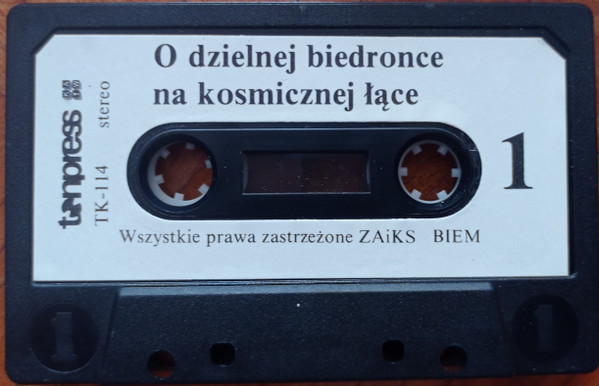 O dzielnej biedronce
na kosmicznej łące
tonpress
TK-114 stereo
1
Wszystkie prawa zastrzeżone ZAiKS BIEM
1
1